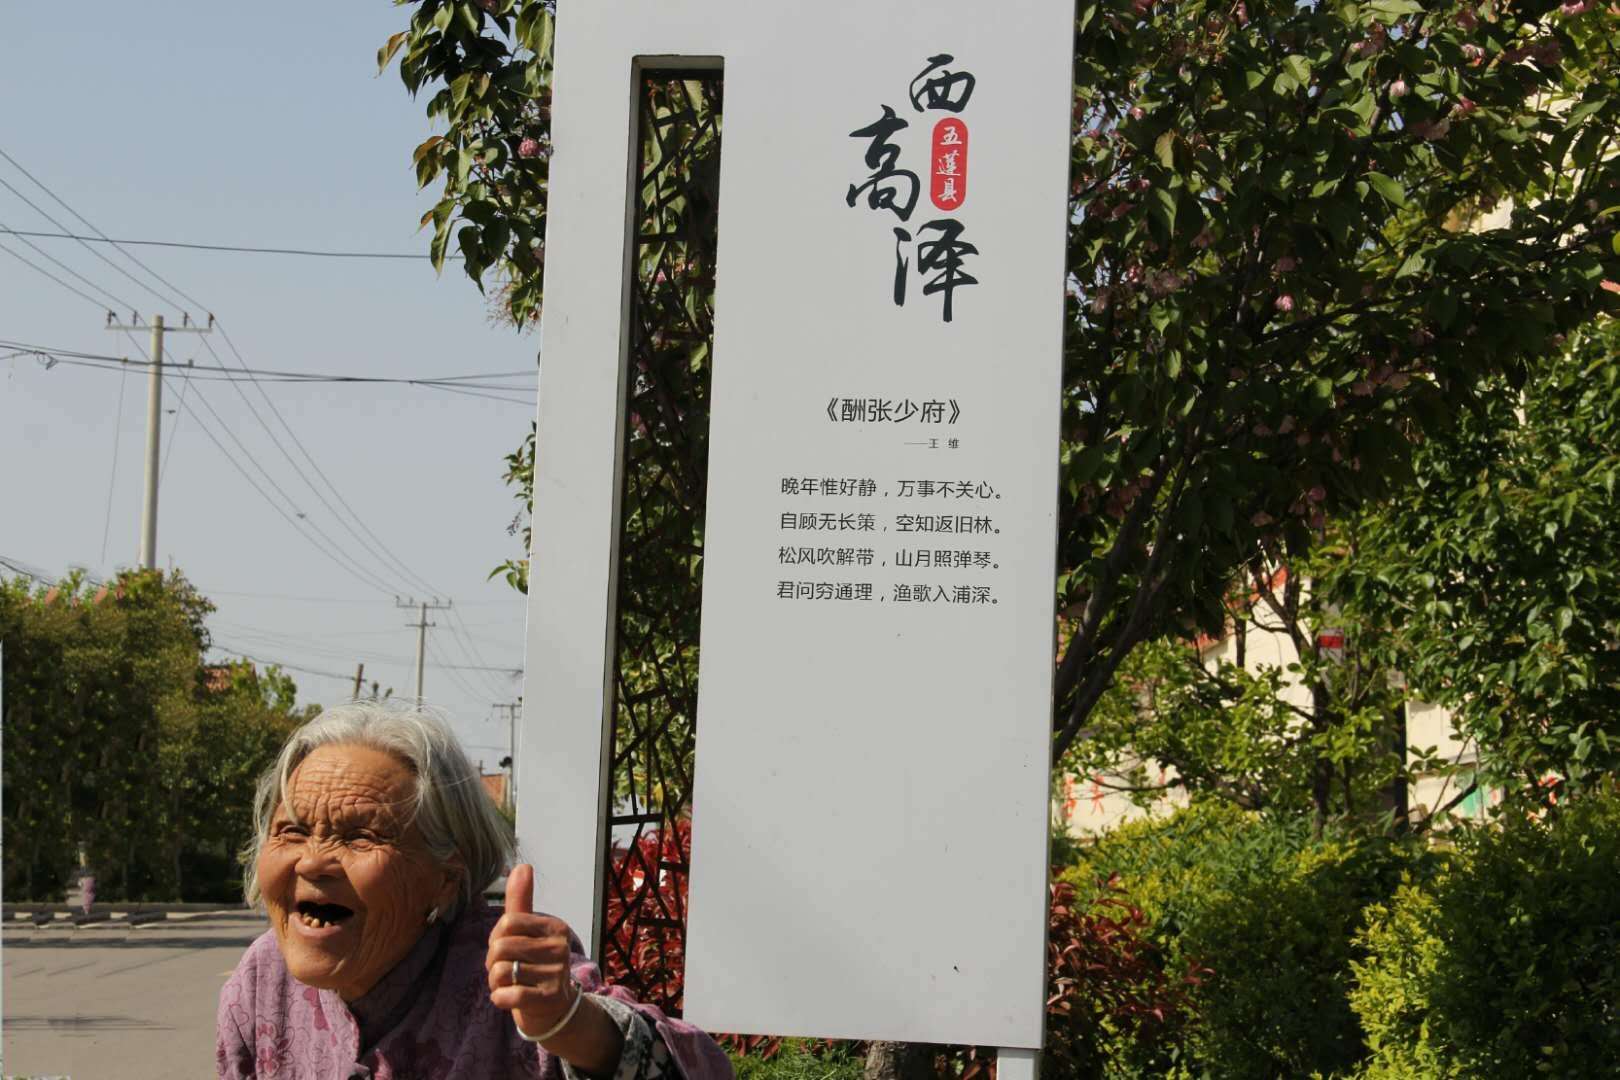 西
高
泽
五莲县
《酬张少府》
——王 维
晚年惟好静，万事不关心。
自顾无长策，空知返旧林。
松风吹解带，山月照弹琴。
君问穷通理，渔歌入浦深。